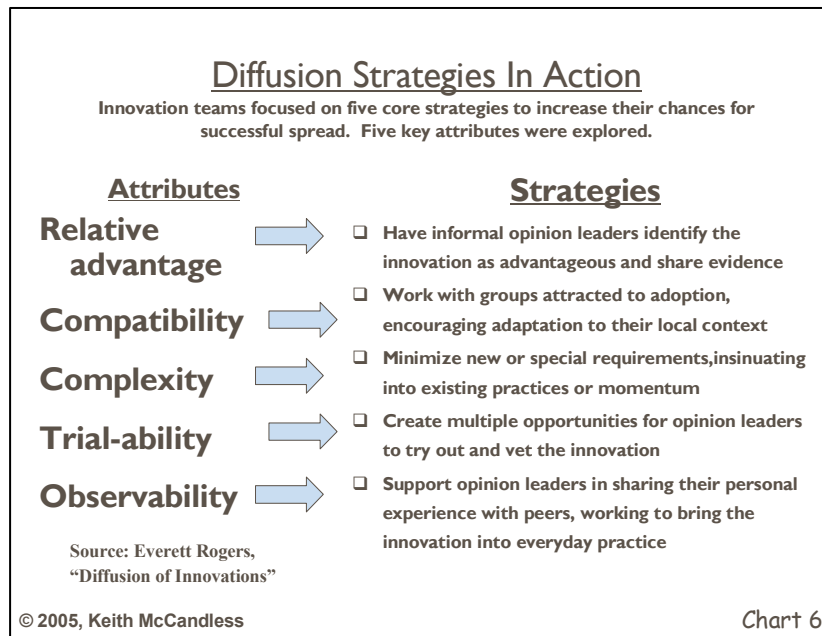 Diffusion Strategies In Action
Innovation teams focused on five core strategies to increase their chances for
successful spread.  Five key attributes were explored.
Attributes
Strategies
Relative
advantage
Have informal opinion leaders identify the
innovation as advantageous and share evidence
Compatibility
Work with groups attracted to adoption,
encouraging adaptation to their local context
Complexity
Minimize new or special requirements,insinuating
into existing practices or momentum
Trial-ability
Create multiple opportunities for opinion leaders
to try out and vet the innovation
Observability
Support opinion leaders in sharing their personal
experience with peers, working to bring the
innovation into everyday practice
Source: Everett Rogers,
“Diffusion of Innovations”
© 2005, Keith McCandless
Chart 6